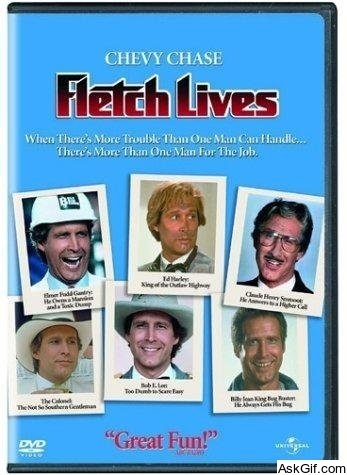 CHEVY CHASE
Fletch Lives
When There's More Trouble Than One Man Can Handle...
There's More Than One Man For The Job.
Elmer Fudd Gantry:
He Owns a Mansion
and a Toxic Dump
Ed Harley:
King of the Outlaw Highway
Claude Henry Smoot:
He Answers to a Higher Call
The Colonel:
The Not So Southern Gentleman
Bob E. Lon
Too Dumb to Scare Easy
Billy Jean King Bug Buster:
He Always Gets His Bug
"Great Fun!"
DVD
VIDEO
UNIVERSAL
AskGif.com